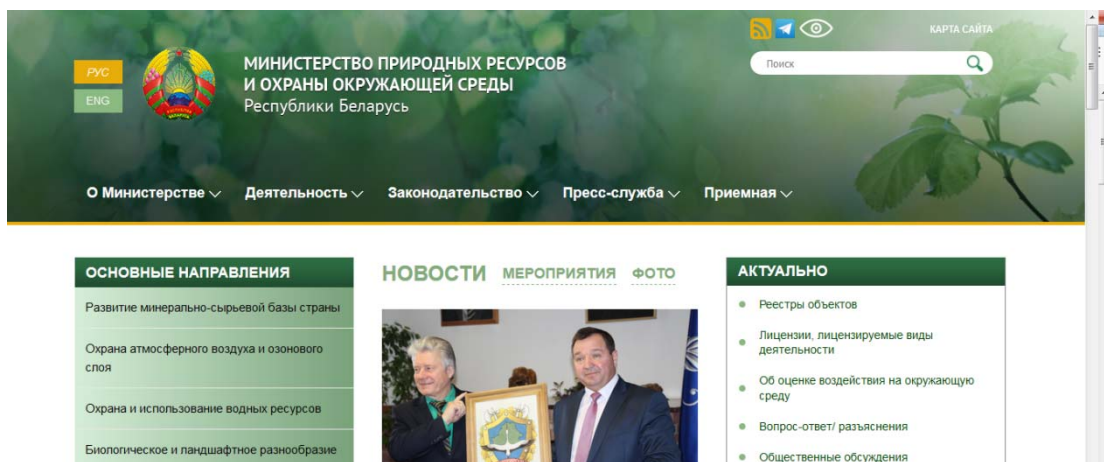 РУС
ENG
МИНИСТЕРСТВО ПРИРОДНЫХ РЕСУРСОВ
И ОХРАНЫ ОКРУЖАЮЩЕЙ СРЕДЫ
Республики Беларусь
КАРТА САЙТА
Поиск
О Министерстве
Деятельность
Законодательство
Пресс-служба
Приемная
ОСНОВНЫЕ НАПРАВЛЕНИЯ
Развитие минерально-сырьевой базы страны
Охрана атмосферного воздуха и озонового
слоя
Охрана и использование водных ресурсов
Биологическое и ландшафтное разнообразие
НОВОСТИ
МЕРОПРИЯТИЯ
ФОТО
АКТУАЛЬНО
Реестры объектов
Лицензии, лицензируемые виды
деятельности
Об оценке воздействия на окружающую
среду
Вопрос-ответ/ разъяснения
Общественные обсуждения